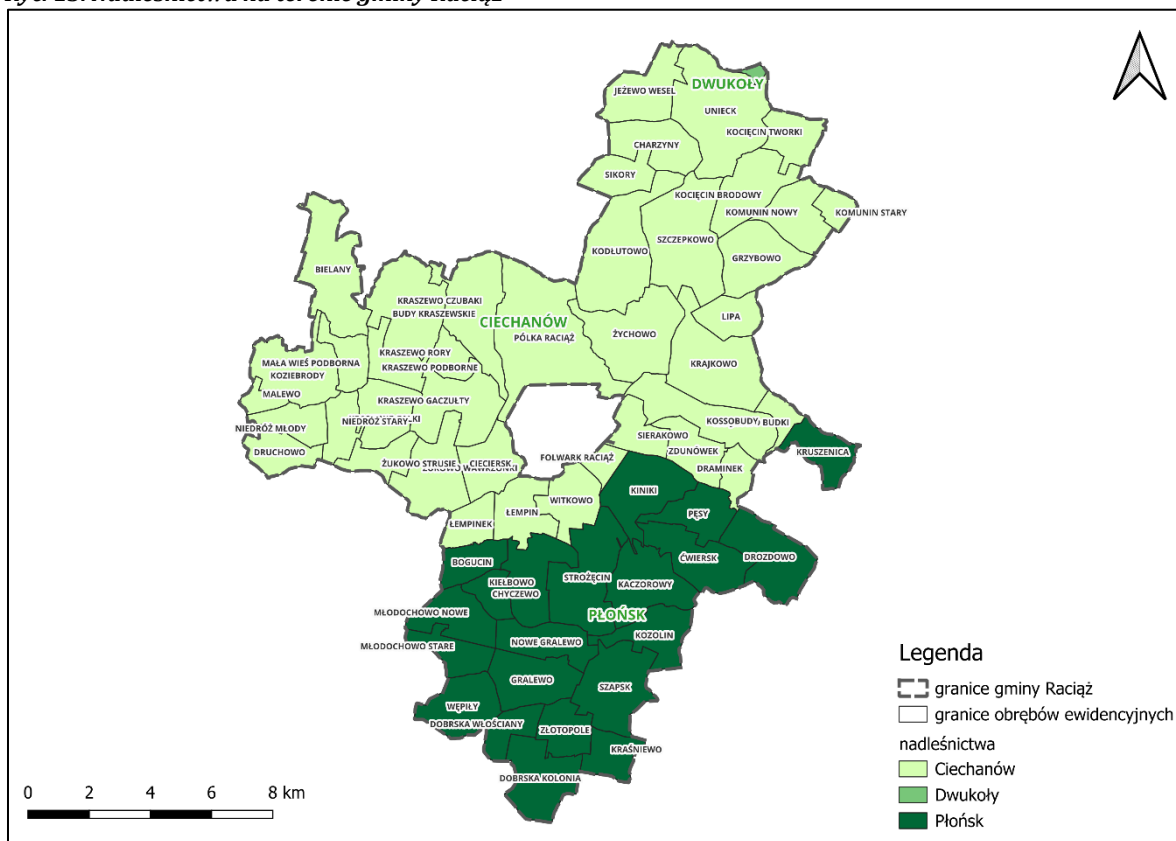 JEŻEWO WESEL
DWUKOŁY
UNIECK
KOCIĘCIN TWORKI
CHARZYNY
SIKORY
KOCIĘCIN BRODOWY
KOMUNIN NOWY
KOMUNIN STARY
SZCZEPKOWO
KODŁUTOWO
GRZYBOWO
BIELANY
KRASZEWO CZUBAKI
BUDY KRASZEWSKIE
CIECHANÓW
PÓLKA RACIĄŻ
ŻYCHOWO
LIPA
KRAJKOWO
MAŁA WIEŚ PODBORNA
KOZIEBRODY
KRASZEWO RORY
KRASZEWO PODBORNE
MALEWO
KRASZEWO GACZUŁTY
NIEDRÓŻ STARY
NIEDRÓŻ MŁODY
DRUCHOWO
KOSSOBUDY
BUDKI
SIERAKOWO
ZDUNÓWEK
KRUSZENICA
FOLWARK RACIĄŻ
DRAMINEK
ŻUKOWO STRUSIE
CIECIERSK
KINIKI
WITKOWO
ŁEMPIN
ŁEMPINEK
PĘSY
BOGUCIN
ĆWIERSK
DROZDOWO
KIEŁBOWO
CHYCZEWO
STROŻĘCIN
KACZOROWY
MŁODOCHOWO NOWE
PŁOŃSK
MŁODOCHOWO STARE
NOWE GRALEWO
KOZOLIN
GRALEWO
SZAPSK
WĘPIŁY
DOBRSKA WŁOŚCIANY
ZŁOTOPOLE
KRAŚNIEWO
DOBRSKA KOLONIA
Legenda
granice gminy Raciąż
granice obrębów ewidencyjnych
nadleśnictwa
Ciechanów
Dwukoły
Płońsk
0 2 4 6 8 km